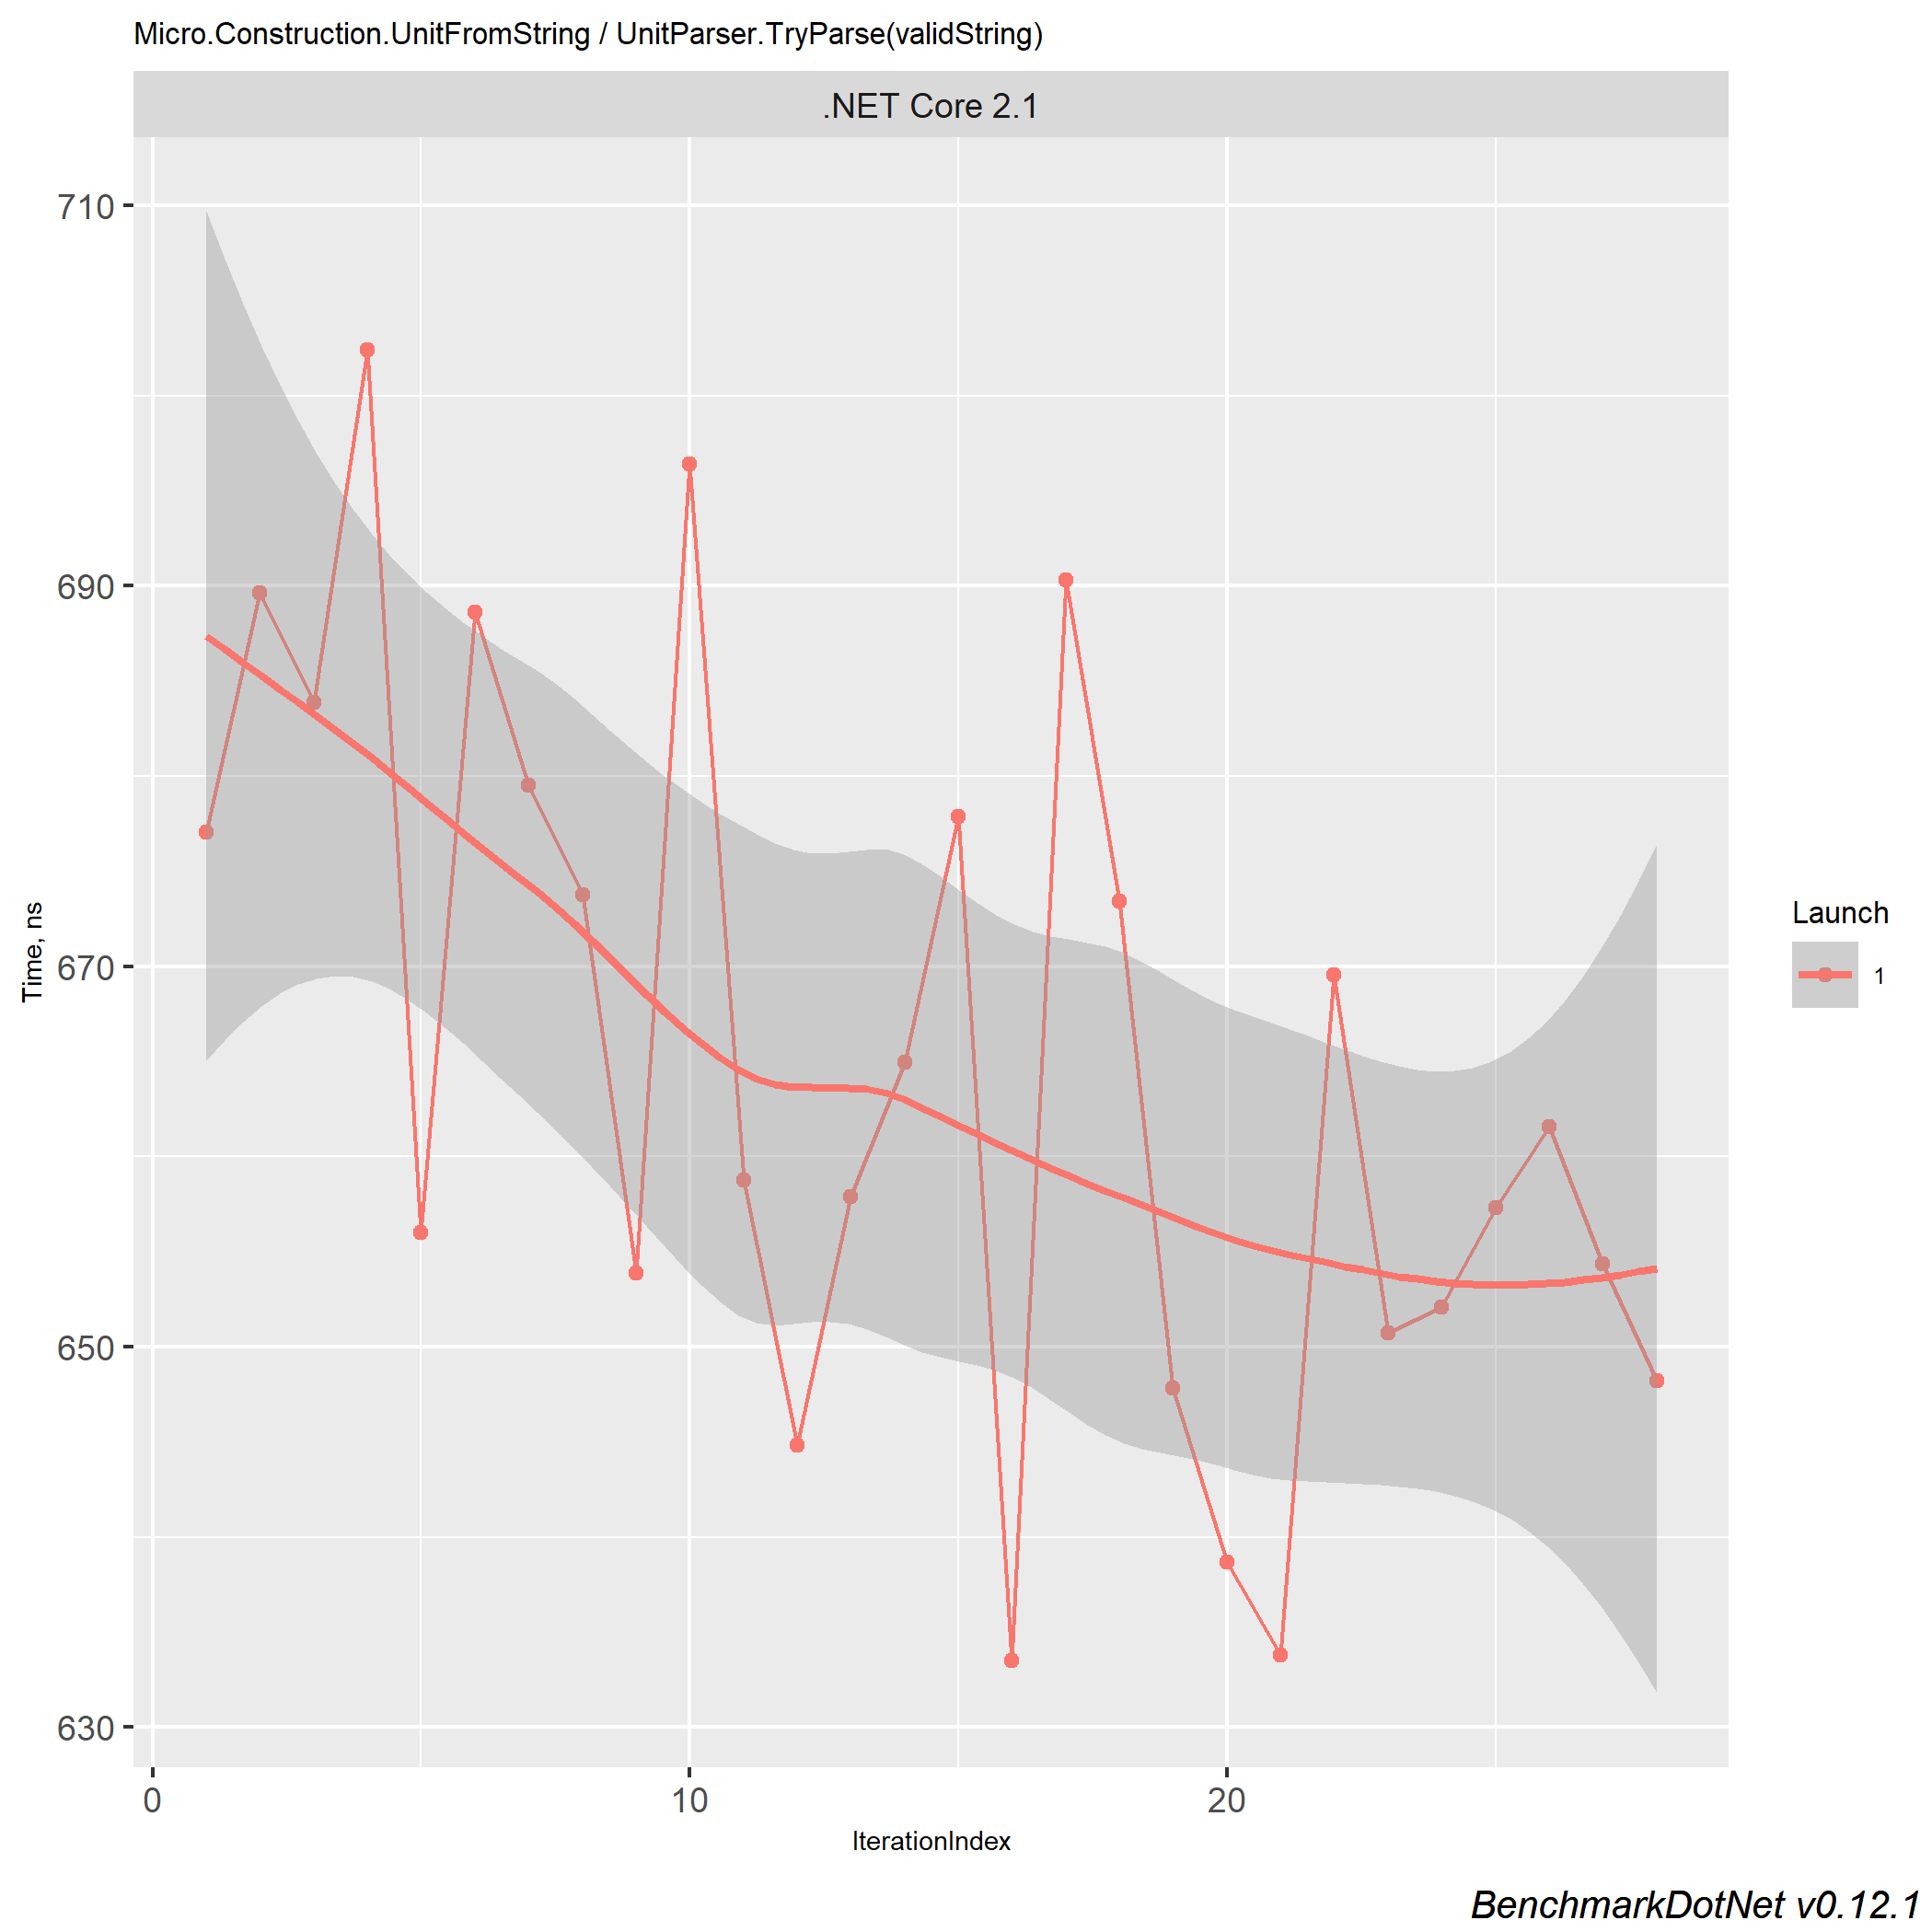 Micro.Construction.UnitFromString / UnitParser.TryParse(validString)
.NET Core 2.1
710
690
670
650
630
Time, ns
0
10
20
IterationIndex
Launch
1
BenchmarkDotNet v0.12.1